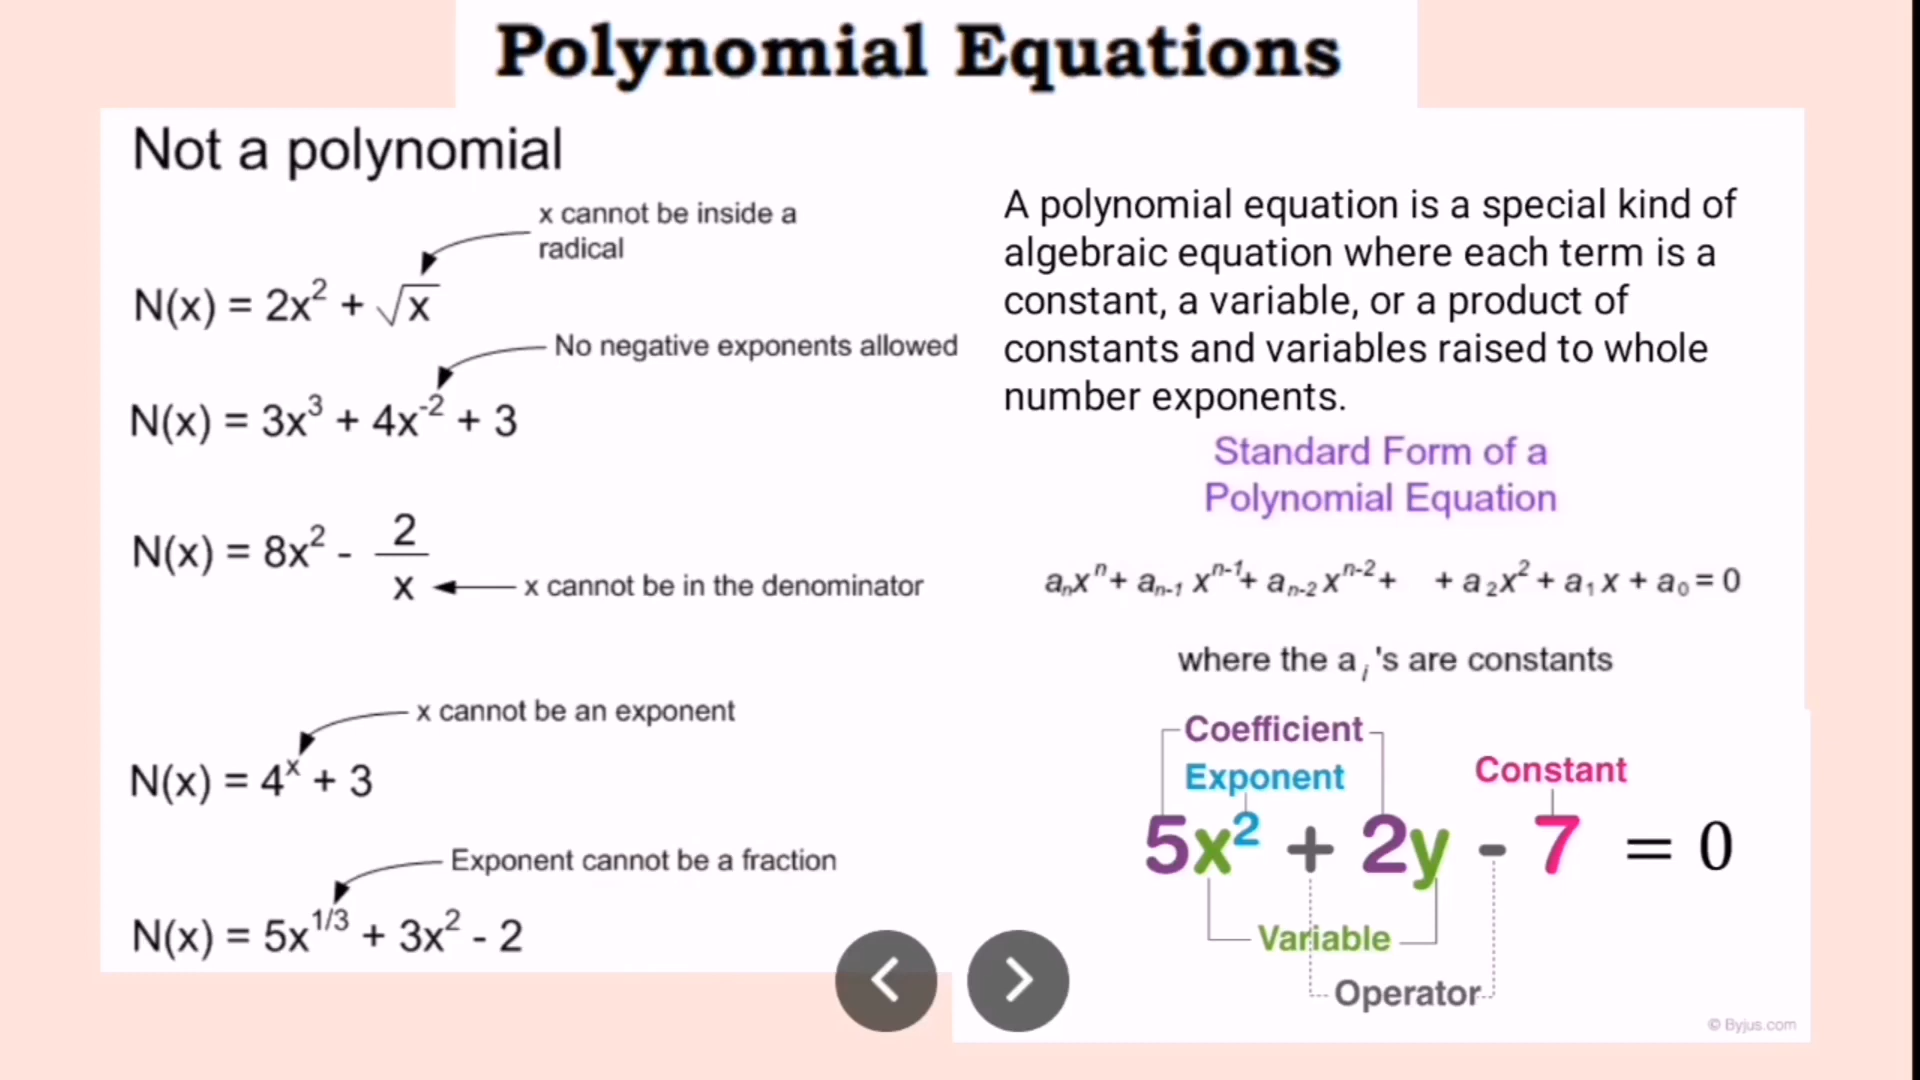 Polynomial Equations
Not a polynomial
x cannot be inside a
radical
N(x) = 2x² + √x
No negative exponents allowed
N(x) = 3x³ + 4x⁻² + 3
N(x) = 8x² - 2/x
x cannot be in the denominator
x cannot be an exponent
N(x) = 4ˣ + 3
Exponent cannot be a fraction
N(x) = 5x^1/3 + 3x² - 2
A polynomial equation is a special kind of
algebraic equation where each term is a
constant, a variable, or a product of
constants and variables raised to whole
number exponents.
Standard Form of a
Polynomial Equation
aₙxⁿ + aₙ₋₁ xⁿ⁻¹ + aₙ₋₂ xⁿ⁻² + + a₂x² + a₁x + a₀ = 0
where the aᵢ's are constants
Coefficient
Exponent
Constant
5x² + 2y - 7 = 0
Variable
Operator
© Byjus.com